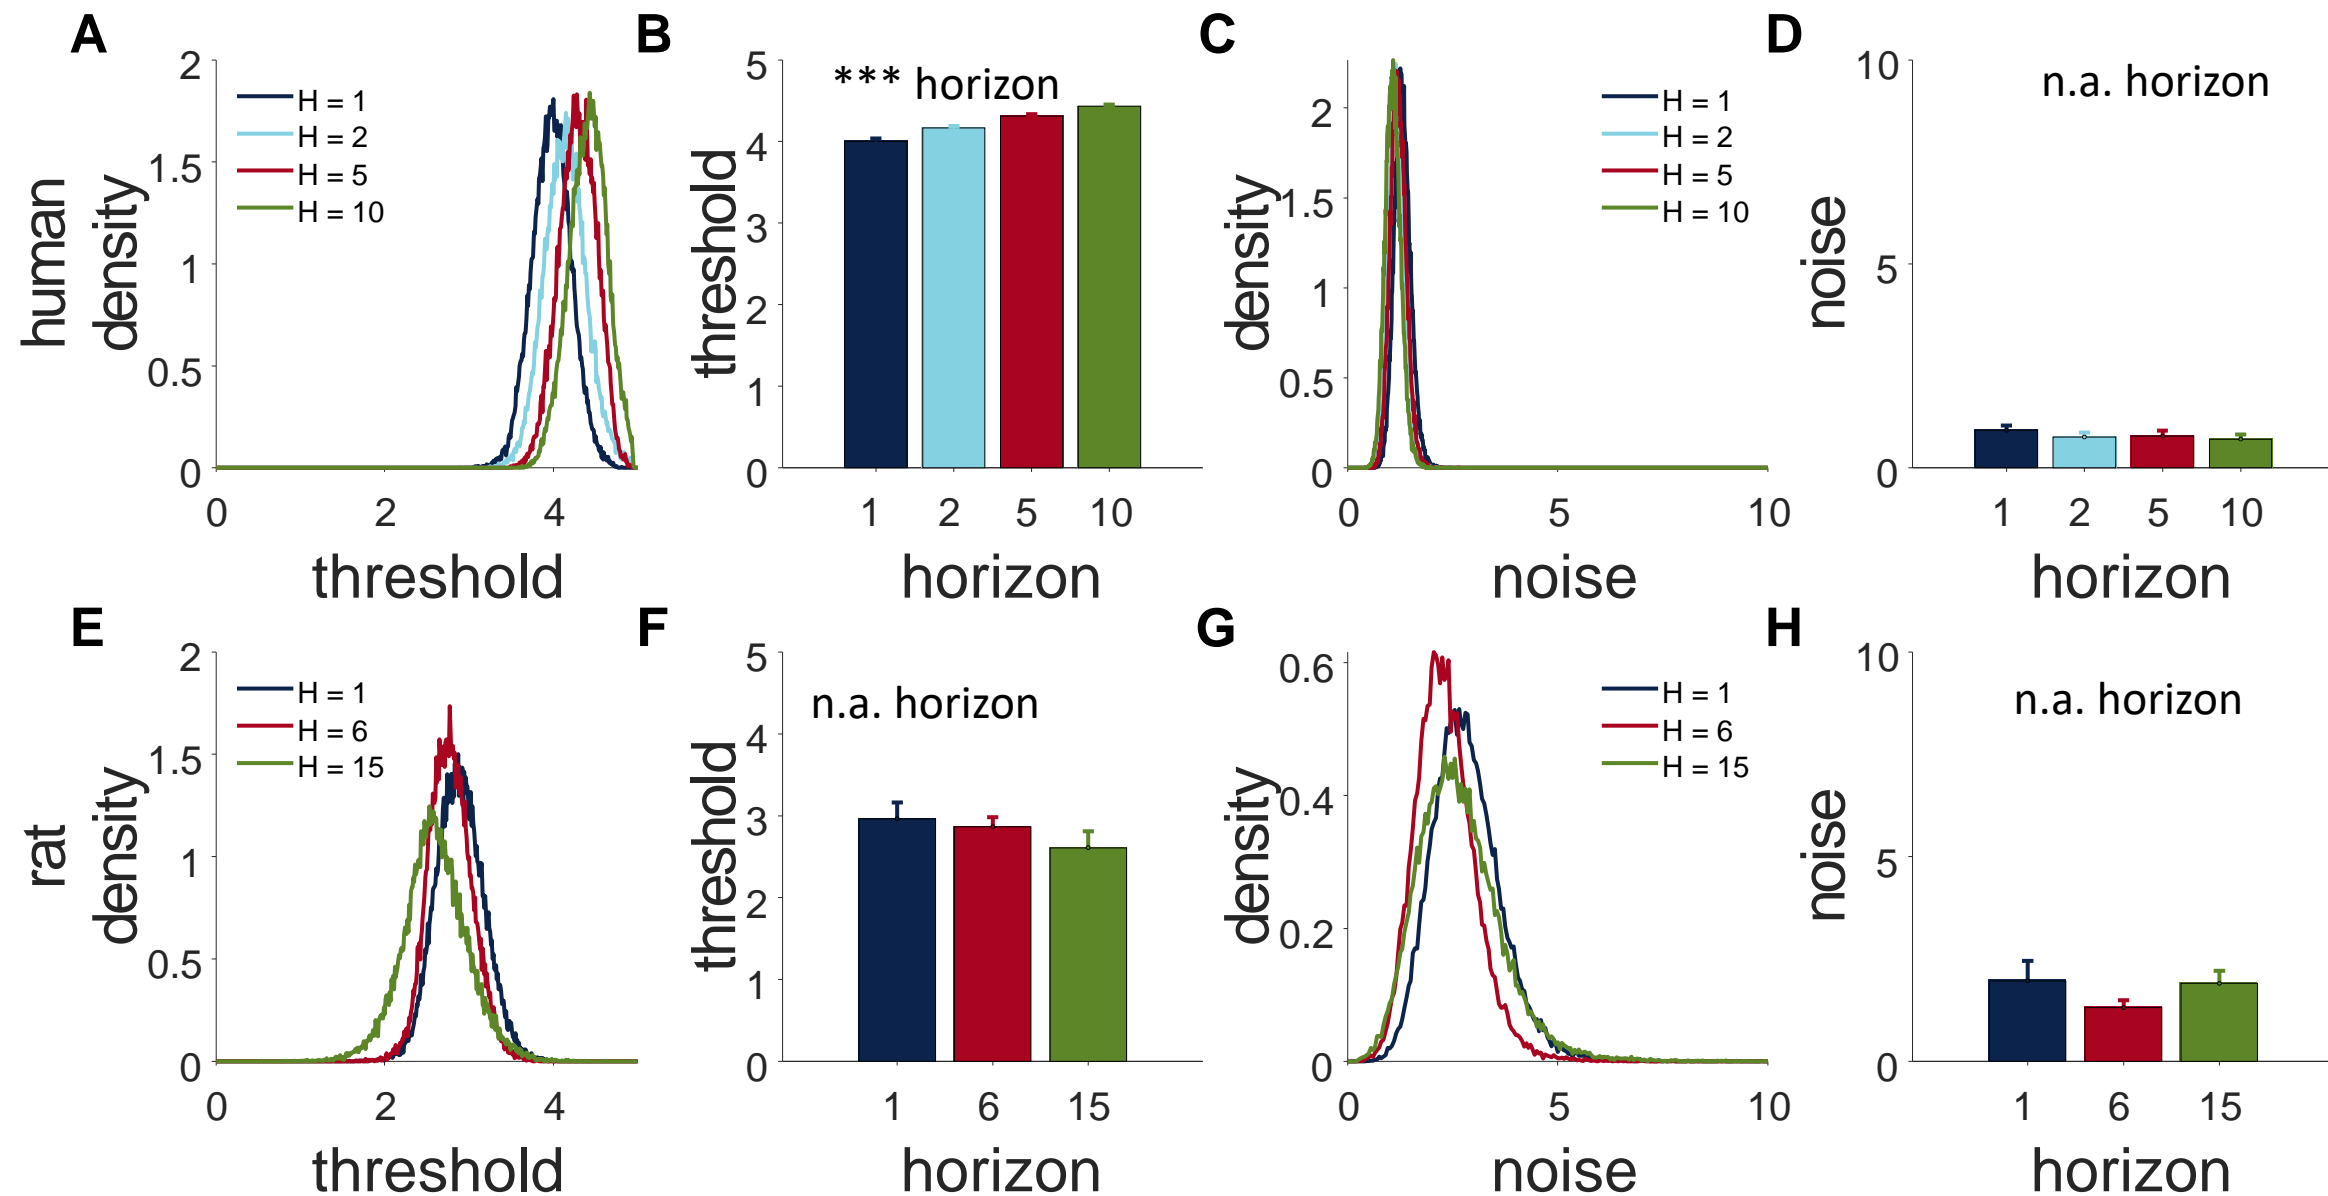 A
human
density
2
1.5
1
0.5
0
H = 1
H = 2
H = 5
H = 10
0 2 4
threshold
B
threshold
5
4
3
2
1
0
*** horizon
1 2 5 10
horizon
C
density
2
1.5
1
0.5
0
H = 1
H = 2
H = 5
H = 10
0 5 10
noise
D
noise
10
5
0
n.a. horizon
1 2 5 10
horizon
E
rat
density
2
1.5
1
0.5
0
H = 1
H = 6
H = 15
0 2 4
threshold
F
threshold
5
4
3
2
1
0
n.a. horizon
1 6 15
horizon
G
density
0.6
0.4
0.2
0
H = 1
H = 6
H = 15
0 5 10
noise
H
noise
10
5
0
n.a. horizon
1 6 15
horizon